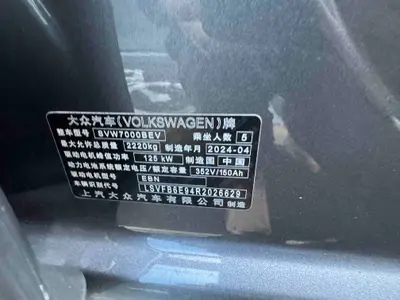 大众汽车(VOLKSWAGEN)牌
整车型号 SVW7000BEV 乘坐人数 5
最大允许总质量 2220kg 制造年月 2024-04
驱动电机峰值功率 125 kW 制造国 中国
动力电池系统额定电压/额定容量 352V/150Ah
驱动电机型号 EBN
车辆识别代号 LSVFB6E94R2026629
上汽大众汽车有限公司制造